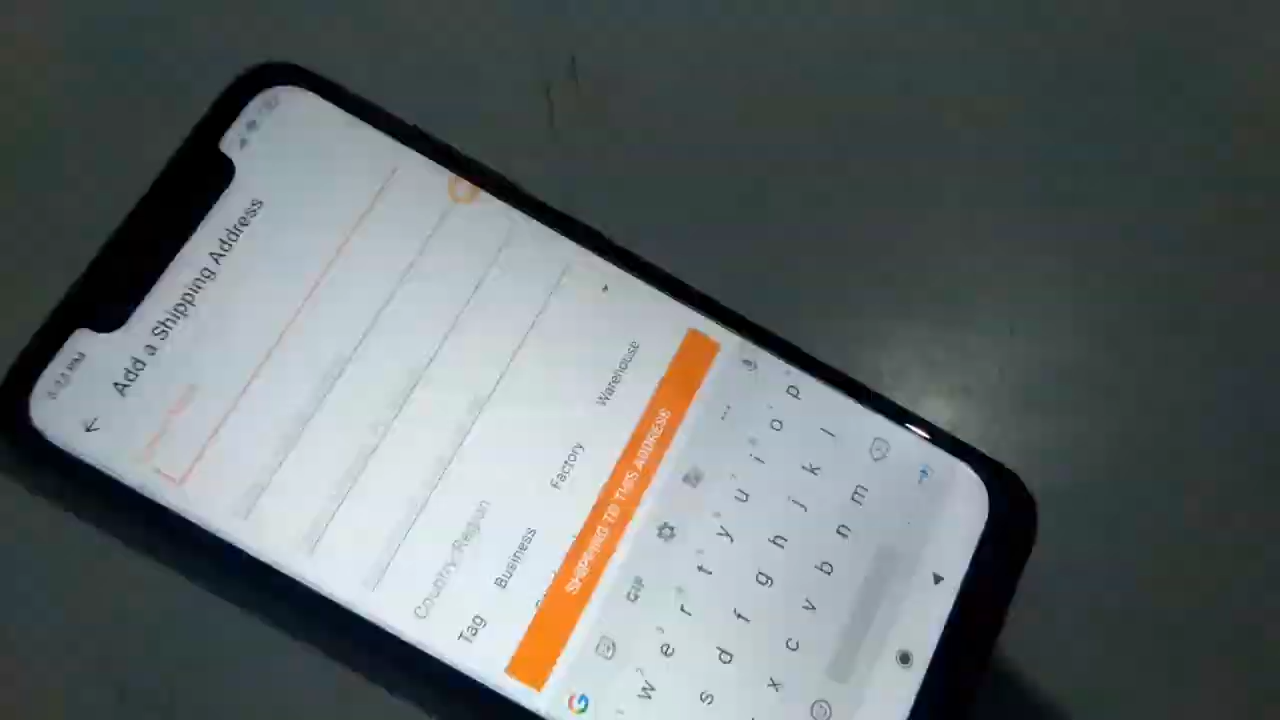 Add a Shipping Address
Country/Region
Tag
Business Factory Warehouse
SHIPPING TO THIS ADDRESS
GIF
w e r t y u i o p
s d f g h j k l
x c v b n m